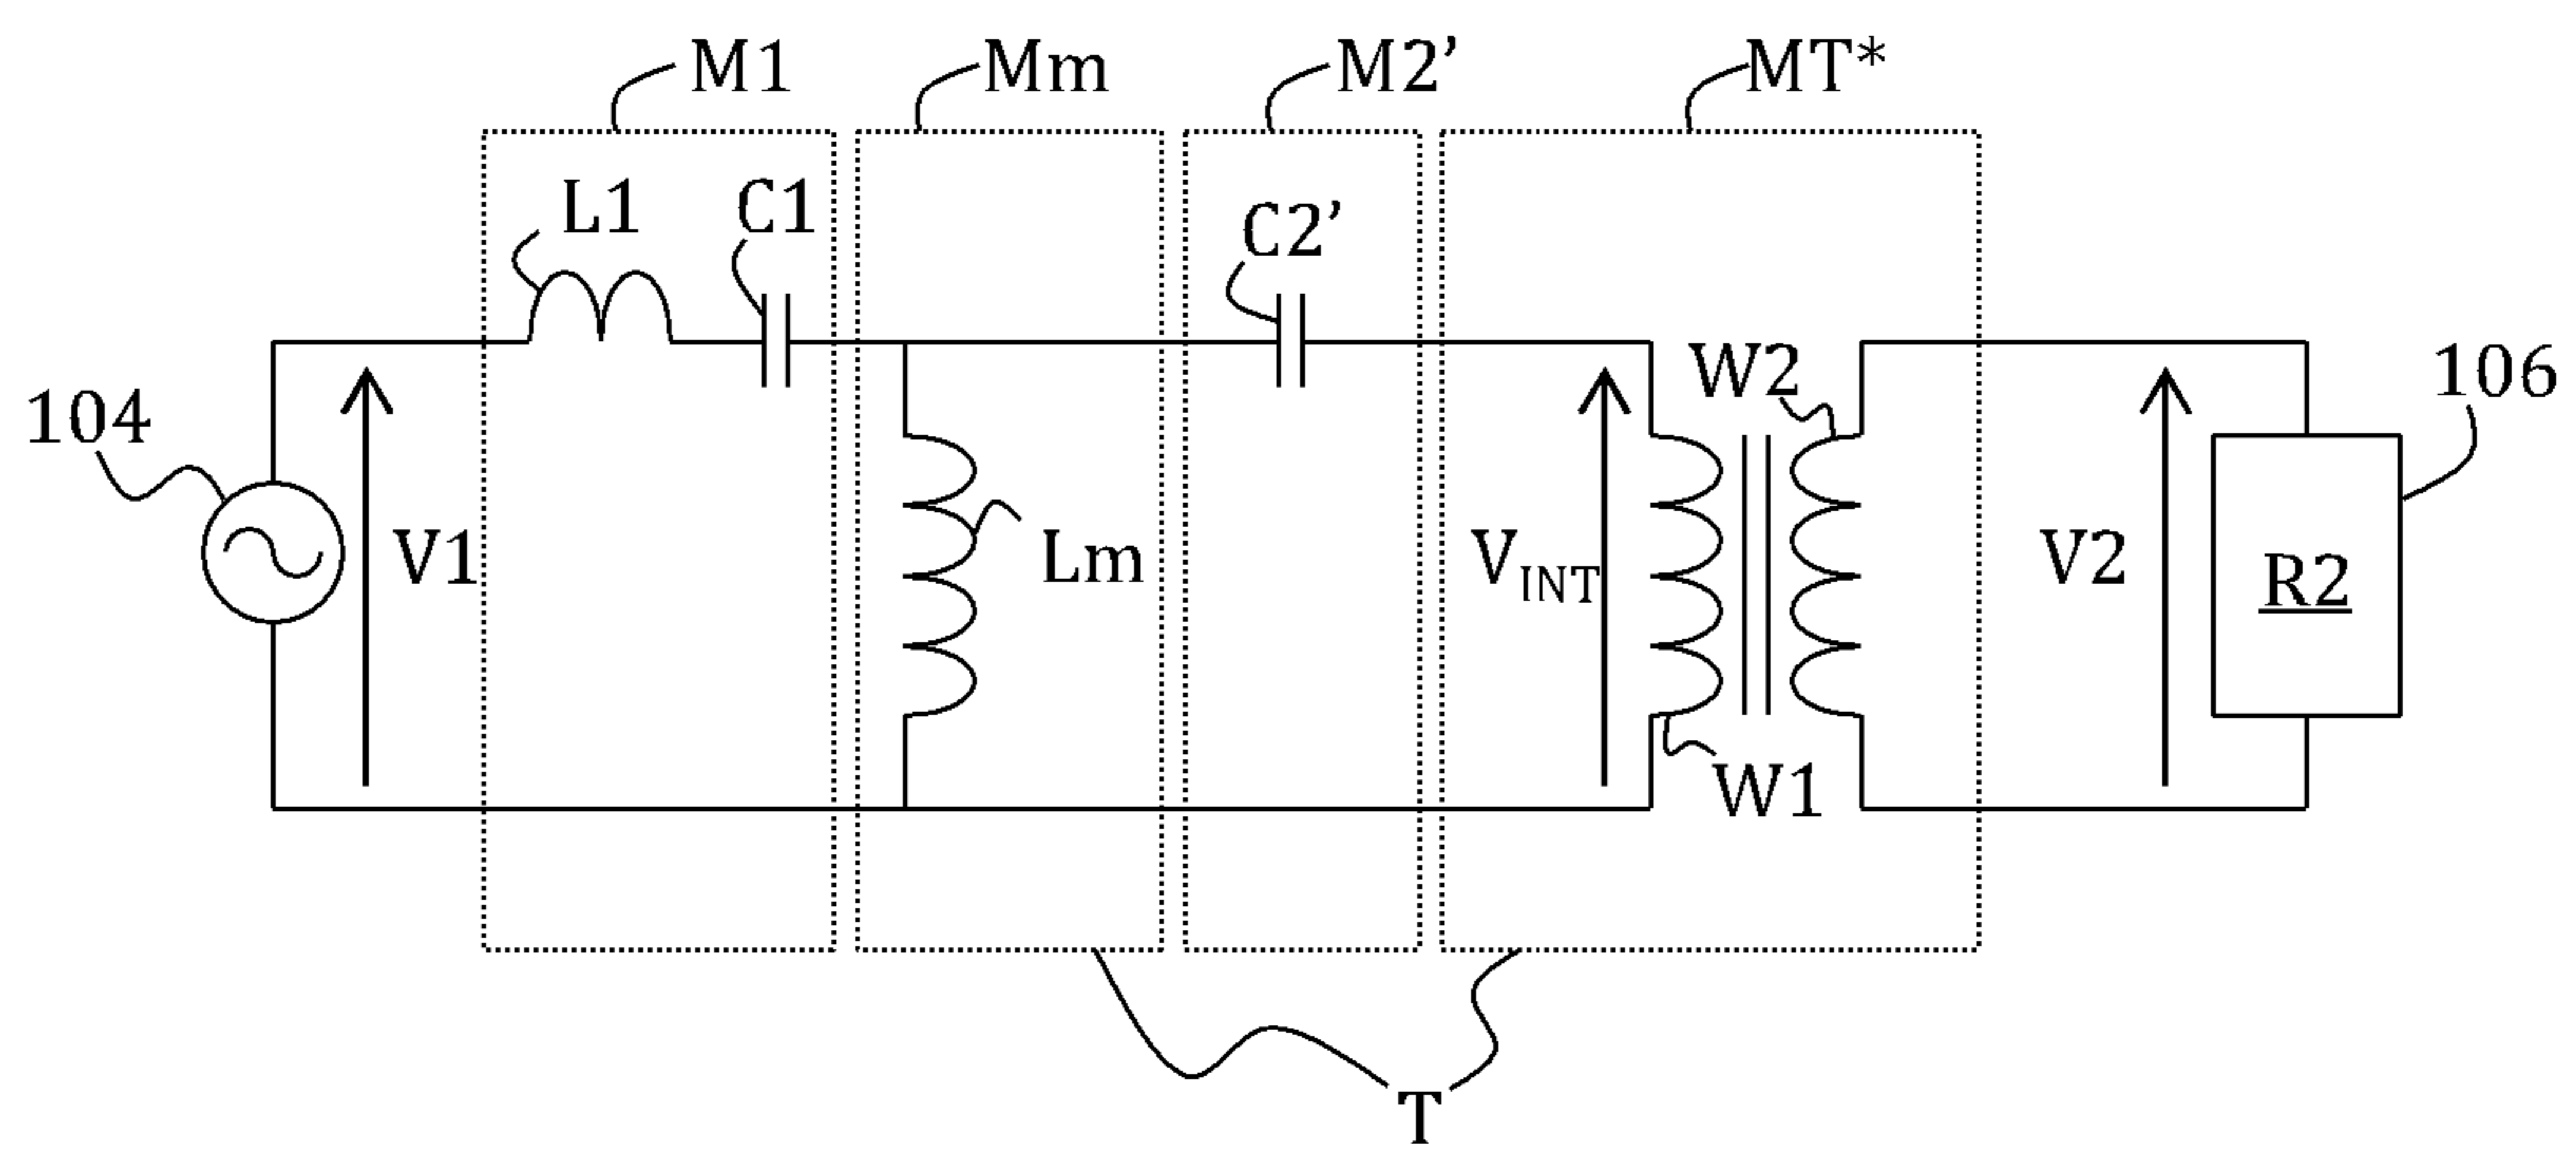 M1 Mm M2’ MT*
L1 C1 C2’
W2 106
104
V1 Lm V_INT V2 R2
W1
T